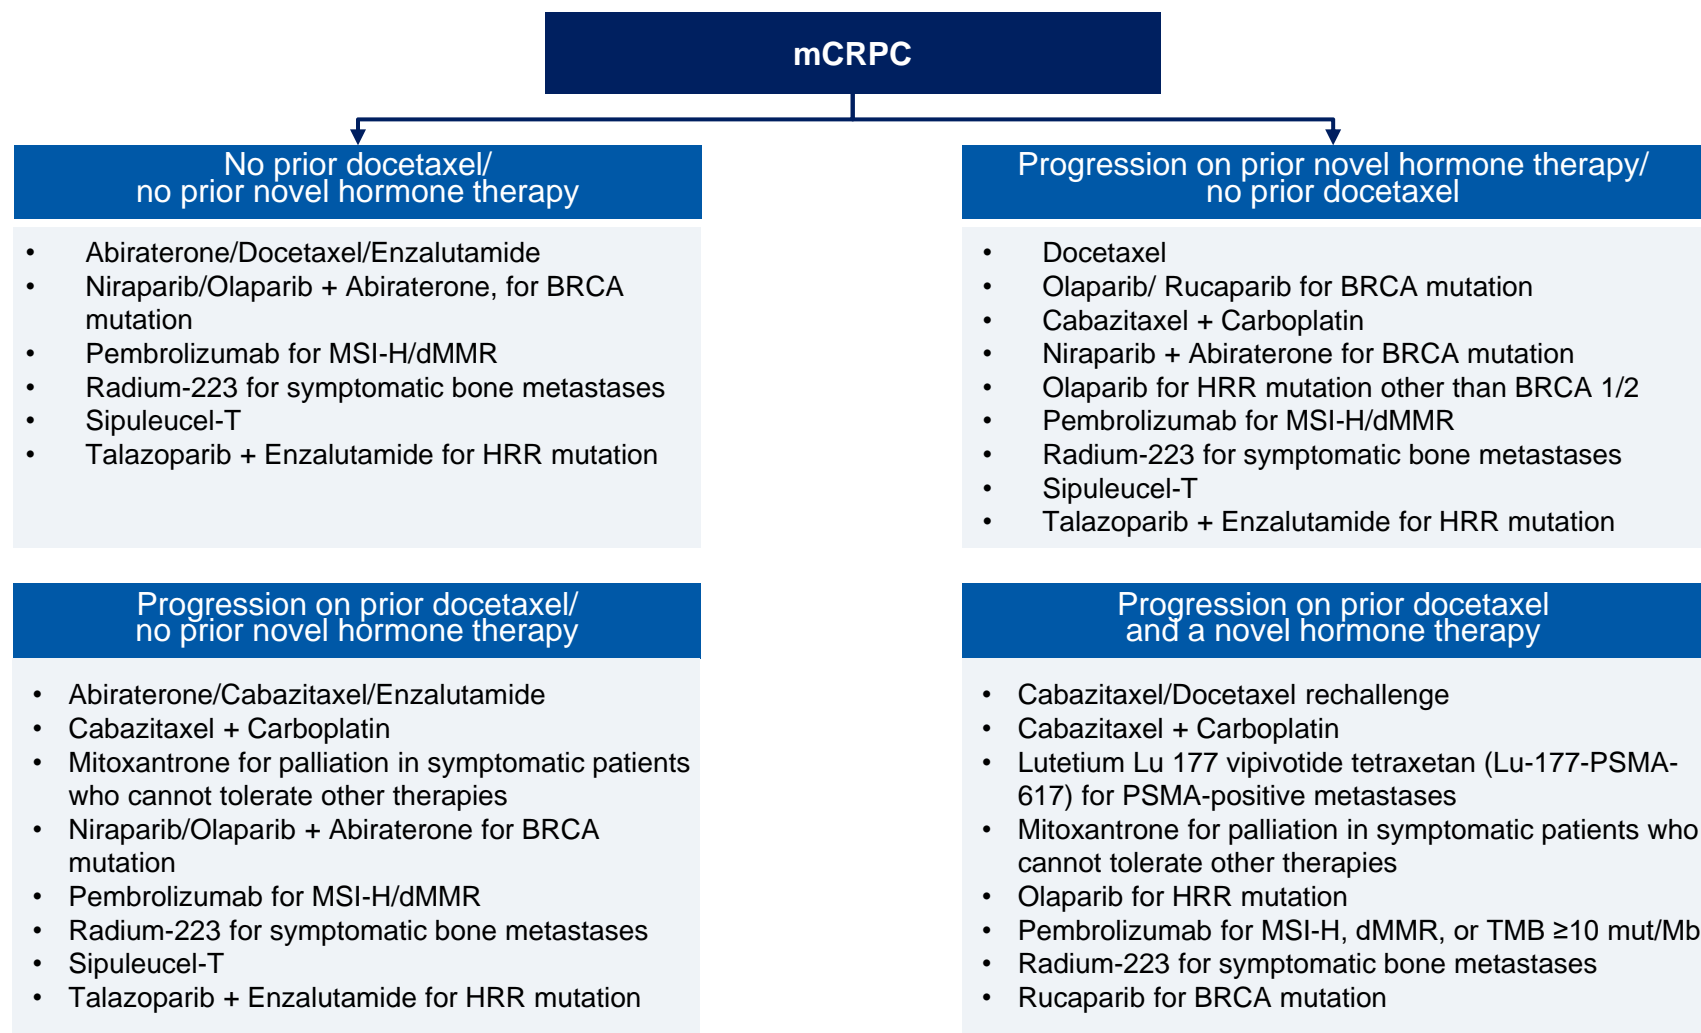 mCRPC
No prior docetaxel/
no prior novel hormone therapy
• Abiraterone/Docetaxel/Enzalutamide
• Niraparib/Olaparib + Abiraterone, for BRCA
mutation
• Pembrolizumab for MSI-H/dMMR
• Radium-223 for symptomatic bone metastases
• Sipuleucel-T
• Talazoparib + Enzalutamide for HRR mutation
Progression on prior novel hormone therapy/
no prior docetaxel
• Docetaxel
• Olaparib/ Rucaparib for BRCA mutation
• Cabazitaxel + Carboplatin
• Niraparib + Abiraterone for BRCA mutation
• Olaparib for HRR mutation other than BRCA 1/2
• Pembrolizumab for MSI-H/dMMR
• Radium-223 for symptomatic bone metastases
• Sipuleucel-T
• Talazoparib + Enzalutamide for HRR mutation
Progression on prior docetaxel/
no prior novel hormone therapy
• Abiraterone/Cabazitaxel/Enzalutamide
• Cabazitaxel + Carboplatin
• Mitoxantrone for palliation in symptomatic patients
who cannot tolerate other therapies
• Niraparib/Olaparib + Abiraterone for BRCA
mutation
• Pembrolizumab for MSI-H/dMMR
• Radium-223 for symptomatic bone metastases
• Sipuleucel-T
• Talazoparib + Enzalutamide for HRR mutation
Progression on prior docetaxel
and a novel hormone therapy
• Cabazitaxel/Docetaxel rechallenge
• Cabazitaxel + Carboplatin
• Lutetium Lu 177 vipivotide tetraxetan (Lu-177-PSMA-
617) for PSMA-positive metastases
• Mitoxantrone for palliation in symptomatic patients who
cannot tolerate other therapies
• Olaparib for HRR mutation
• Pembrolizumab for MSI-H, dMMR, or TMB ≥10 mut/Mb
• Radium-223 for symptomatic bone metastases
• Rucaparib for BRCA mutation